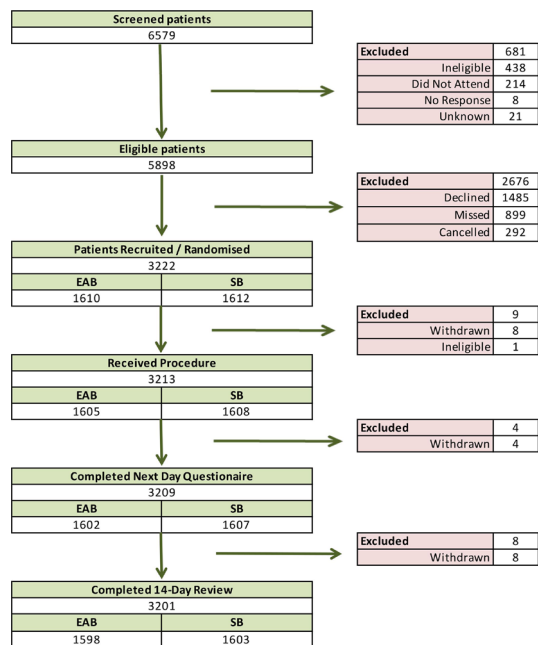 Screened patients
6579
Excluded 681
Ineligible 438
Did Not Attend 214
No Response 8
Unknown 21
Eligible patients
5898
Excluded 2676
Declined 1485
Missed 899
Cancelled 292
Patients Recruited / Randomised
3222
EAB SB
1610 1612
Excluded 9
Withdrawn 8
Ineligible 1
Received Procedure
3213
EAB SB
1605 1608
Excluded 4
Withdrawn 4
Completed Next Day Questionaire
3209
EAB SB
1602 1607
Excluded 8
Withdrawn 8
Completed 14-Day Review
3201
EAB SB
1598 1603